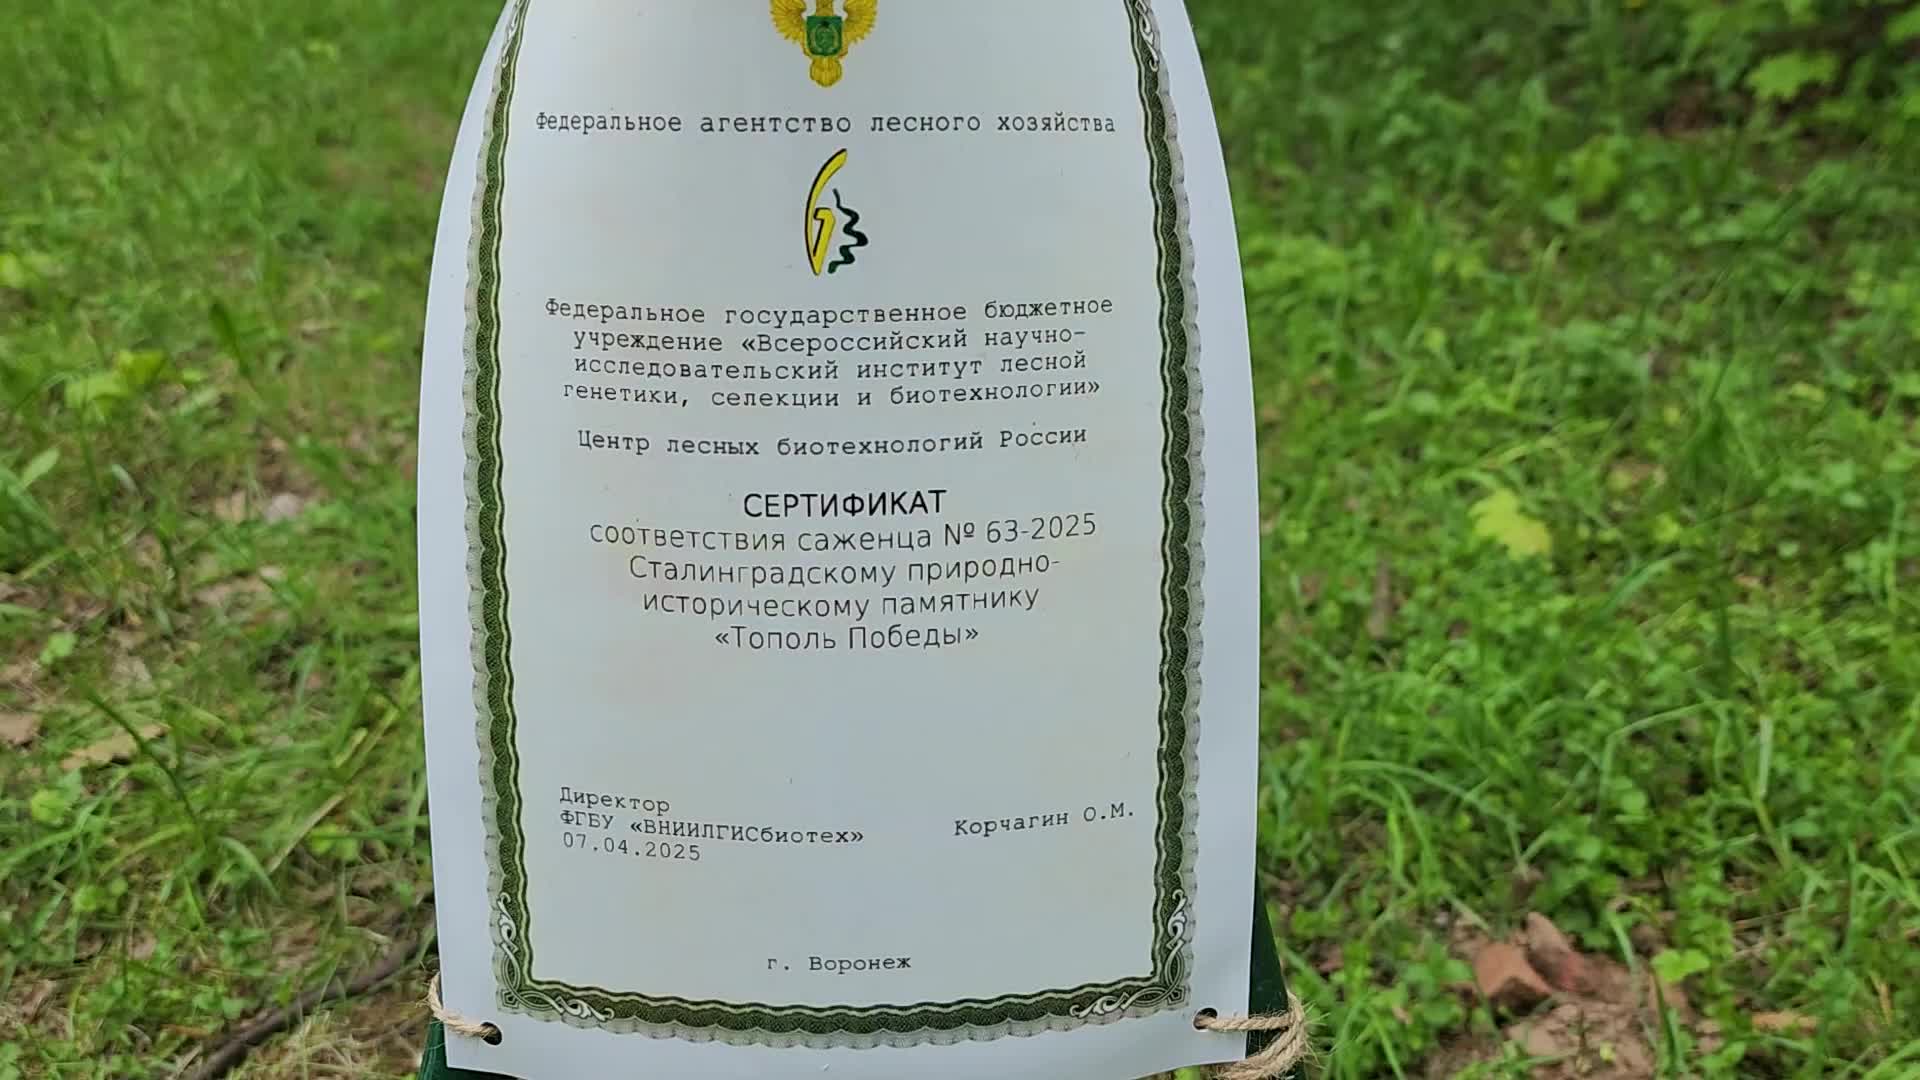 Федеральное агентство лесного хозяйства
Федеральное государственное бюджетное
учреждение «Всероссийский научно-
исследовательский институт лесной
генетики, селекции и биотехнологии»
Центр лесных биотехнологий России
СЕРТИФИКАТ
соответствия саженца № 63-2025
Сталинградскому природно-
историческому памятнику
«Тополь Победы»
Директор
ФГБУ «ВНИИЛГИСбиотех»
Корчагин О.М.
07.04.2025
г. Воронеж